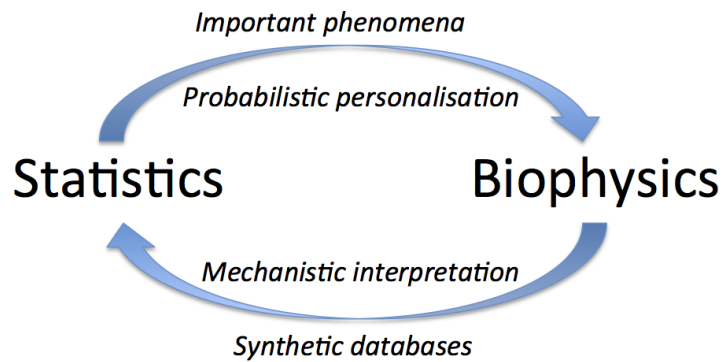 Important phenomena
Probabilistic personalisation
Statistics
Biophysics
Mechanistic interpretation
Synthetic databases